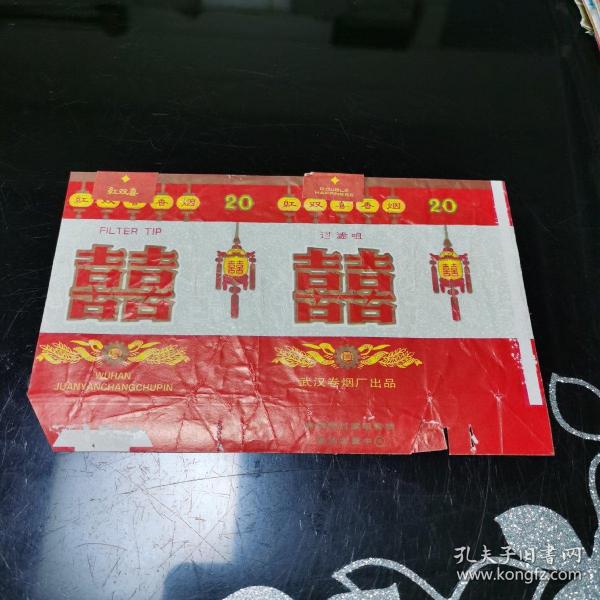 红双喜
DOUBLE
HAPPINESS
红双喜香烟 20 红双喜香烟 20
FILTER TIP
过滤咀
囍 囍
囍 囍
WUHAN
JUANYANCHANGCHUPIN
武汉卷烟厂出品
孔夫子旧书网
www.kongfz.com